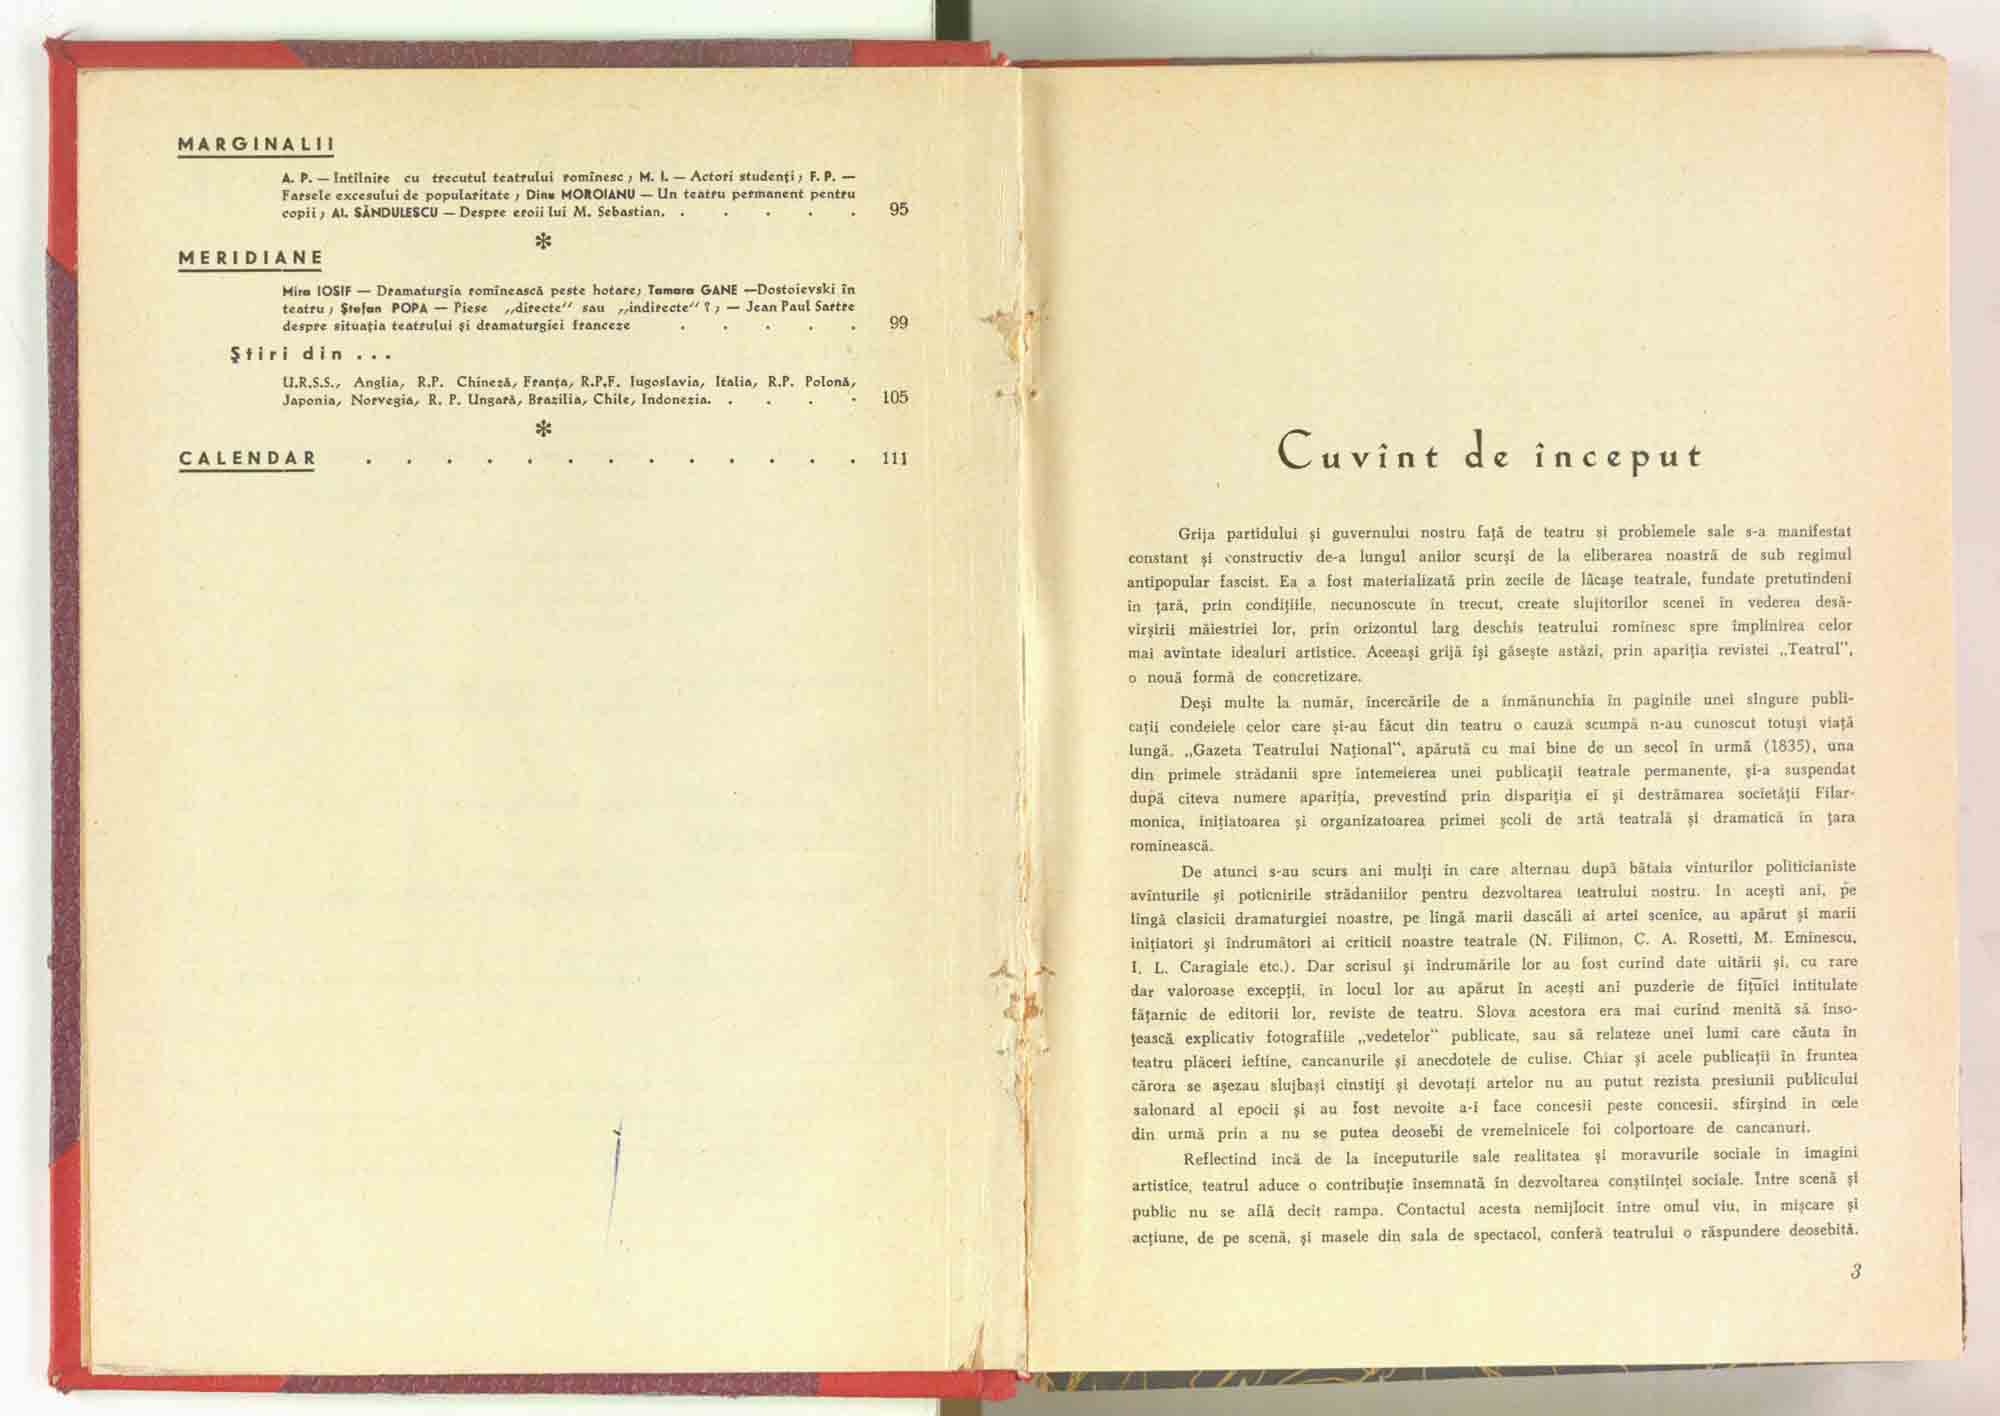 MARGINALII
A. P. — Intîlnire cu trecutul teatrului romînesc ; M. I. — Actori studenţi ; F. P. —
Farsele excesului de popularitate ; Dinu MOROIANU — Un teatru permanent pentru
copii ; Al. SĂNDULESCU — Despre eroii lui M. Sebastian. . . . . . 95
*
MERIDIANE
Mira IOSIF — Dramaturgia romînească peste hotare; Tamara GANE —Dostoievski în
teatru ; Ştefan POPA — Piese „directe” sau „indirecte” ? ; — Jean Paul Sartre
despre situaţia teatrului şi dramaturgiei franceze . . . . . 99
Ştiri din ...
U.R.S.S., Anglia, R.P. Chineză, Franţa, R.P.F. Iugoslavia, Italia, R.P. Polonă,
Japonia, Norvegia, R. P. Ungară, Brazilia, Chile, Indonezia. . . . . 105
*
CALENDAR . . . . . . . . . . . . . 111
Cuvînt de început
Grija partidului şi guvernului nostru faţă de teatru şi problemele sale s-a manifestat
constant şi constructiv de-a lungul anilor scurşi de la eliberarea noastră de sub regimul
antipopular fascist. Ea a fost materializată prin zecile de lăcaşe teatrale, fundate pretutindeni
în ţară, prin condiţiile, necunoscute în trecut, create slujitorilor scenei în vederea desă-
vîrşirii măiestriei lor, prin orizontul larg deschis teatrului romînesc spre împlinirea celor
mai avîntate idealuri artistice. Aceeaşi grijă îşi găseşte astăzi, prin apariţia revistei „Teatrul”,
o nouă formă de concretizare.
Deşi multe la număr, încercările de a înmănunchia în paginile unei singure publi-
caţii condeiele celor care şi-au făcut din teatru o cauză scumpă n-au cunoscut totuşi viaţă
lungă. „Gazeta Teatrului Naţional”, apărută cu mai bine de un secol în urmă (1835), una
din primele strădanii spre întemeierea unei publicaţii teatrale permanente, şi-a suspendat
după cîteva numere apariţia, prevestind prin dispariţia ei şi destrămarea societăţii Filar-
monica, iniţiatoarea şi organizatoarea primei şcoli de artă teatrală şi dramatică în ţara
romînească.
De atunci s-au scurs ani mulţi în care alternau după bătaia vînturilor politicianiste
avînturile şi poticnirile strădaniilor pentru dezvoltarea teatrului nostru. In aceşti ani, pe
lîngă clasicii dramaturgiei noastre, pe lîngă marii dascăli ai artei scenice, au apărut şi marii
iniţiatori şi îndrumători ai criticii noastre teatrale (N. Filimon, C. A. Rosetti, M. Eminescu,
I. L. Caragiale etc.). Dar scrisul şi îndrumările lor au fost curînd date uitării şi, cu rare
dar valoroase excepţii, în locul lor au apărut în aceşti ani puzderie de fiţuici intitulate
făţarnic de editorii lor, reviste de teatru. Slova acestora era mai curînd menită să înso-
ţească explicativ fotografiile „vedetelor” publicate, sau să relateze unei lumi care căuta în
teatru plăceri ieftine, cancanurile şi anecdotele de culise. Chiar şi acele publicaţii în fruntea
cărora se aşezau slujbaşi cinstiţi şi devotaţi artelor nu au putut rezista presiunii publicului
salonard al epocii şi au fost nevoite a-i face concesii peste concesii, sfîrşind în cele
din urmă prin a nu se putea deosebi de vremelnicele foi colportoare de cancanuri.
Reflectînd încă de la începuturile sale realitatea şi moravurile sociale în imagini
artistice, teatrul aduce o contribuţie însemnată în dezvoltarea conştiinţei sociale. Între scenă şi
public nu se află decît rampa. Contactul acesta nemijlocit între omul viu, în mişcare şi
acţiune, de pe scenă, şi masele din sala de spectacol, conferă teatrului o răspundere deosebită.
3